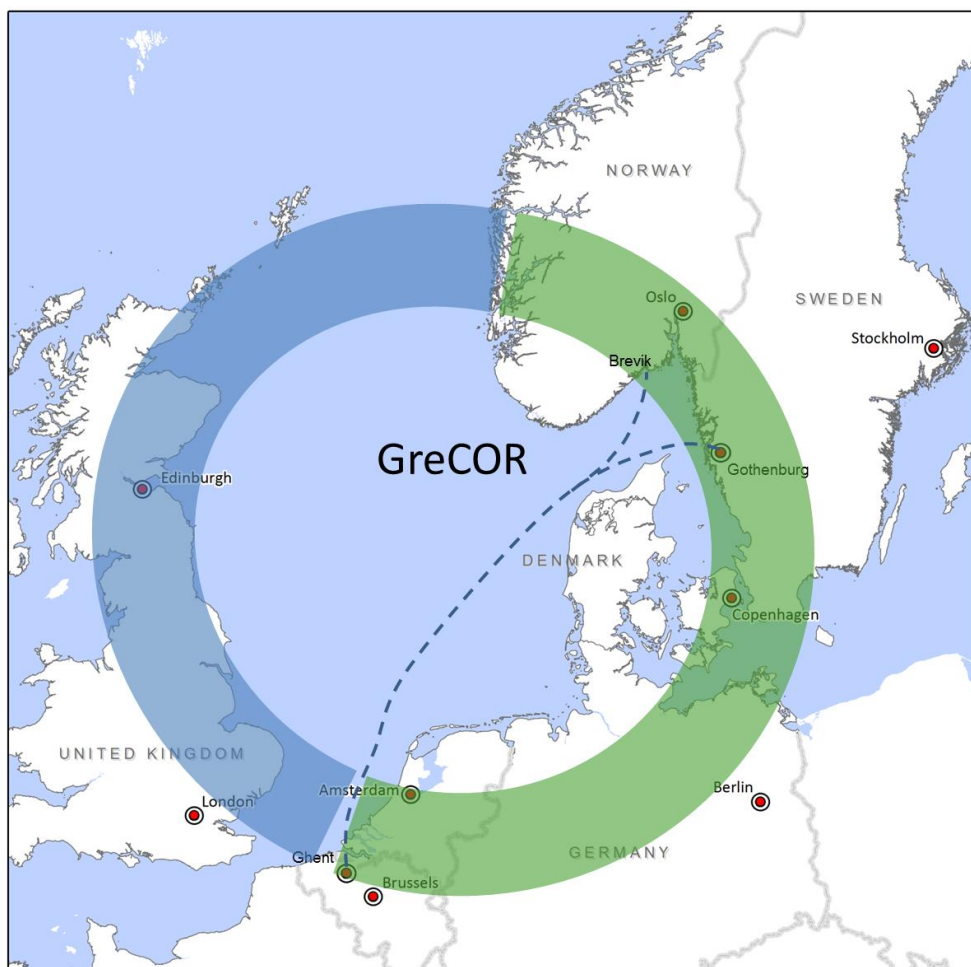 NORWAY
Oslo
SWEDEN
Stockholm
Brevik
GreCOR
Gothenburg
Edinburgh
DENMARK
Copenhagen
UNITED KINGDOM
Amsterdam
Berlin
London
Ghent
GERMANY
Brussels